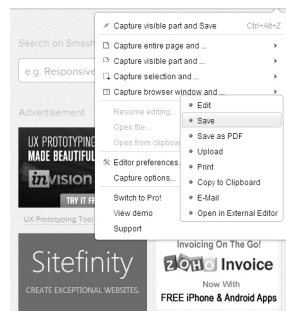 Capture visible part and Save Ctrl+Alt+Z
Search on Smash
Capture entire page and ...
Capture visible part and ...
e.g. Responsive
Capture selection and ...
Capture browser window and ...
Edit
Save
Save as PDF
Upload
Print
Copy to Clipboard
E-Mail
Open in External Editor
Advertisement
Resume editing...
Open file...
Open from clipboar
Editor preferences.
Capture options...
Switch to Pro!
View demo
Support
UX PROTOTYPING
MADE BEAUTIFUL
invision
TRY IT FR
UX Prototyping Tool
Sitefinity
CREATE EXCEPTIONAL WEBSITES.
Invoicing On The Go!
ZOHO Invoice
Now With
FREE iPhone & Android Apps